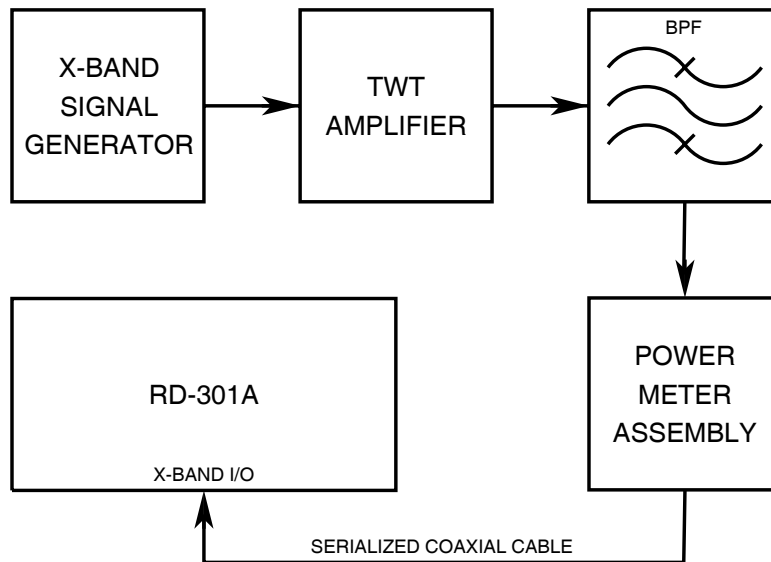 X-BAND
SIGNAL
GENERATOR
TWT
AMPLIFIER
BPF
RD-301A
X-BAND I/O
POWER
METER
ASSEMBLY
SERIALIZED COAXIAL CABLE